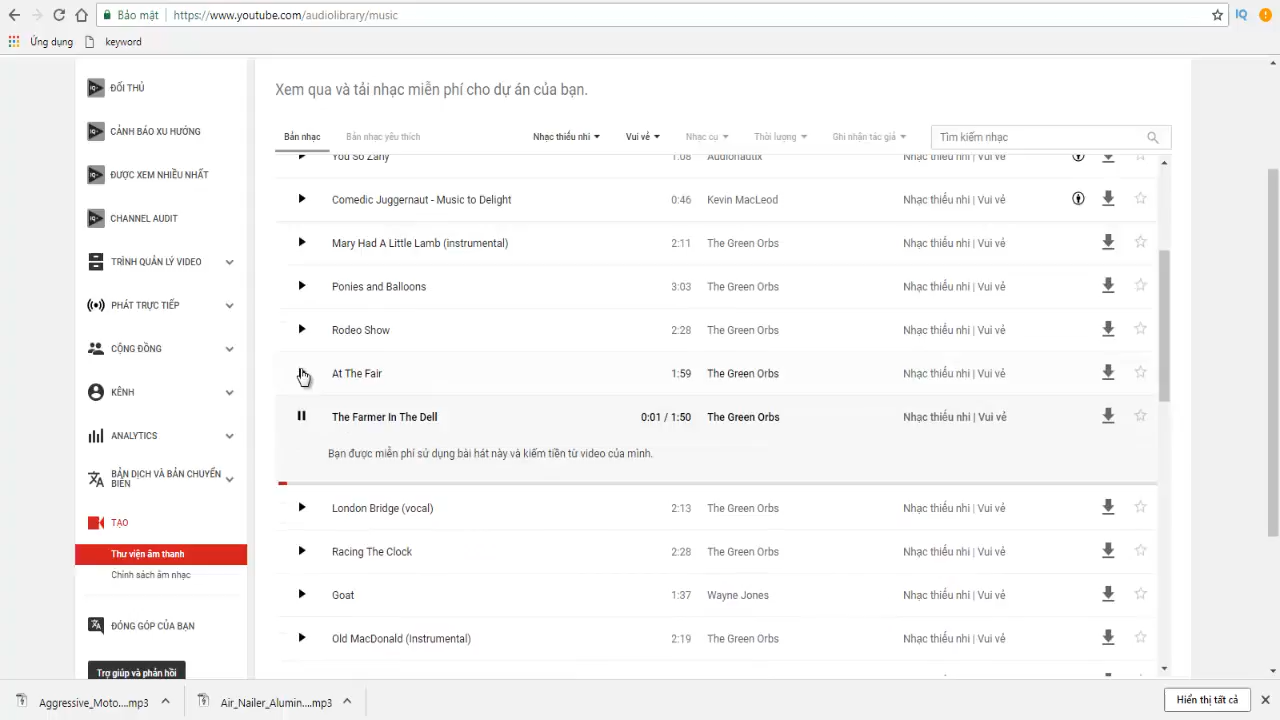 Bảo mật | https://www.youtube.com/audiolibrary/music
Ứng dụng keyword
ĐỐI THỦ
CẢNH BÁO XU HƯỚNG
ĐƯỢC XEM NHIỀU NHẤT
CHANNEL AUDIT
TRÌNH QUẢN LÝ VIDEO
PHÁT TRỰC TIẾP
CỘNG ĐỒNG
KÊNH
ANALYTICS
BẢN DỊCH VÀ BẢN CHUYỂN
BIÊN
TẠO
Thư viện âm thanh
Chính sách âm nhạc
ĐÓNG GÓP CỦA BẠN
Trợ giúp và phản hồi
Xem qua và tải nhạc miễn phí cho dự án của bạn.
Bản nhạc Bản nhạc yêu thích Nhạc thiếu nhi Vui vẻ Nhạc cụ Thời lượng Ghi nhận tác giả Tìm kiếm nhạc
You So Zany 1:08 Audionautix Nhạc thiếu nhi | Vui vẻ
Comedic Juggernaut - Music to Delight 0:46 Kevin MacLeod Nhạc thiếu nhi | Vui vẻ
Mary Had A Little Lamb (instrumental) 2:11 The Green Orbs Nhạc thiếu nhi | Vui vẻ
Ponies and Balloons 3:03 The Green Orbs Nhạc thiếu nhi | Vui vẻ
Rodeo Show 2:28 The Green Orbs Nhạc thiếu nhi | Vui vẻ
At The Fair 1:59 The Green Orbs Nhạc thiếu nhi | Vui vẻ
The Farmer In The Dell 0:01 / 1:50 The Green Orbs Nhạc thiếu nhi | Vui vẻ
Bạn được miễn phí sử dụng bài hát này và kiếm tiền từ video của mình.
London Bridge (vocal) 2:13 The Green Orbs Nhạc thiếu nhi | Vui vẻ
Racing The Clock 2:28 The Green Orbs Nhạc thiếu nhi | Vui vẻ
Goat 1:37 Wayne Jones Nhạc thiếu nhi | Vui vẻ
Old MacDonald (Instrumental) 2:19 The Green Orbs Nhạc thiếu nhi | Vui vẻ
Aggressive_Moto....mp3 Air_Nailer_Alumin....mp3 Hiển thị tất cả